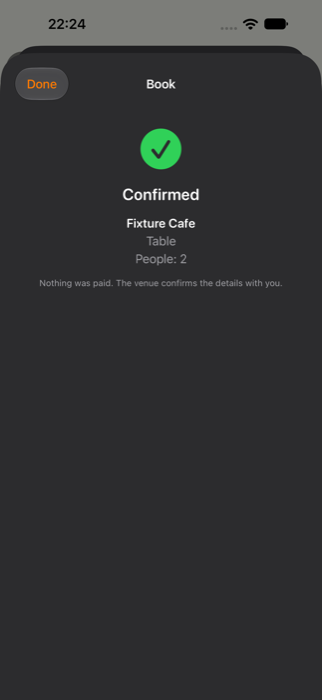 22:24
Done
Book
Confirmed
Fixture Cafe
Table
People: 2
Nothing was paid. The venue confirms the details with you.